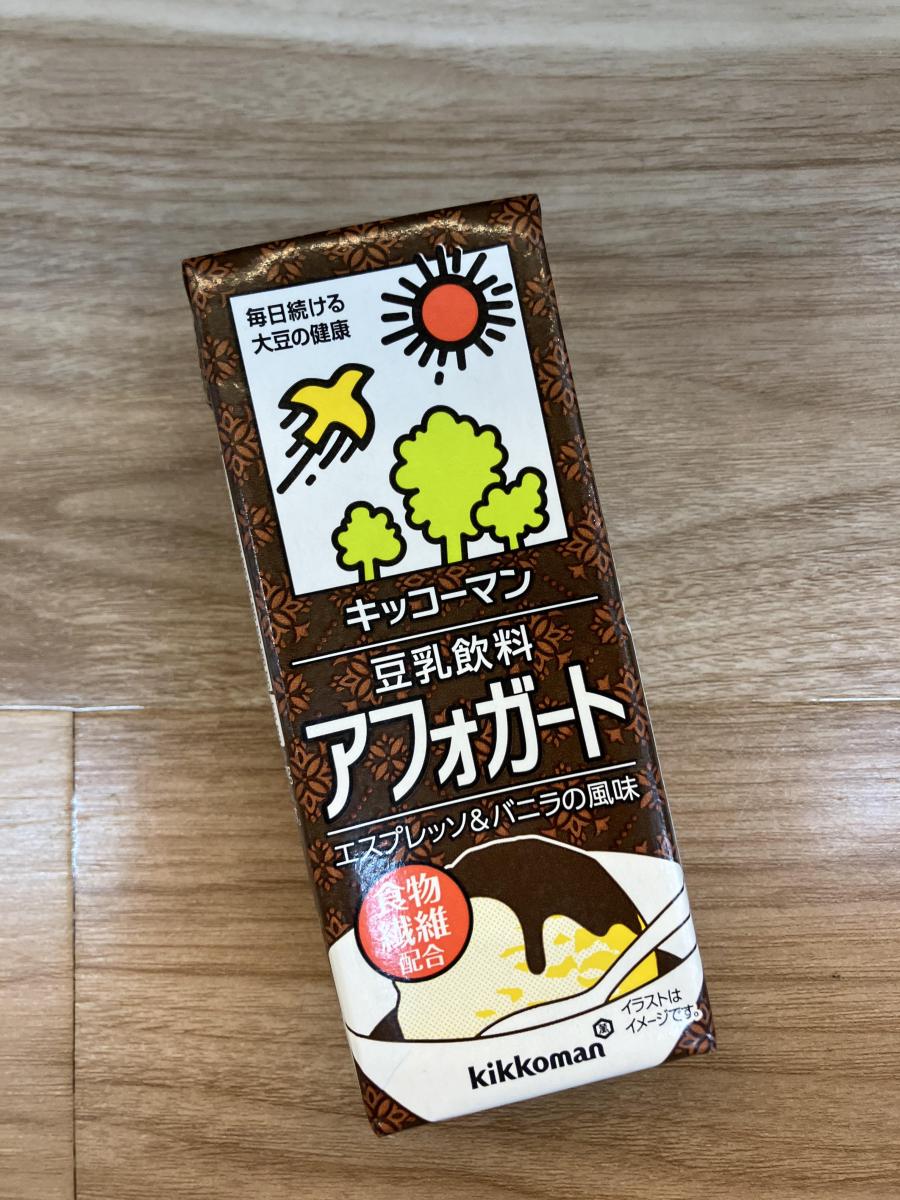 毎日続ける
大豆の健康
キッコーマン
豆乳飲料
アフォガート
エスプレッソ&バニラの風味
食物
繊維
配合
イラストは
イメージです。
kikkoman